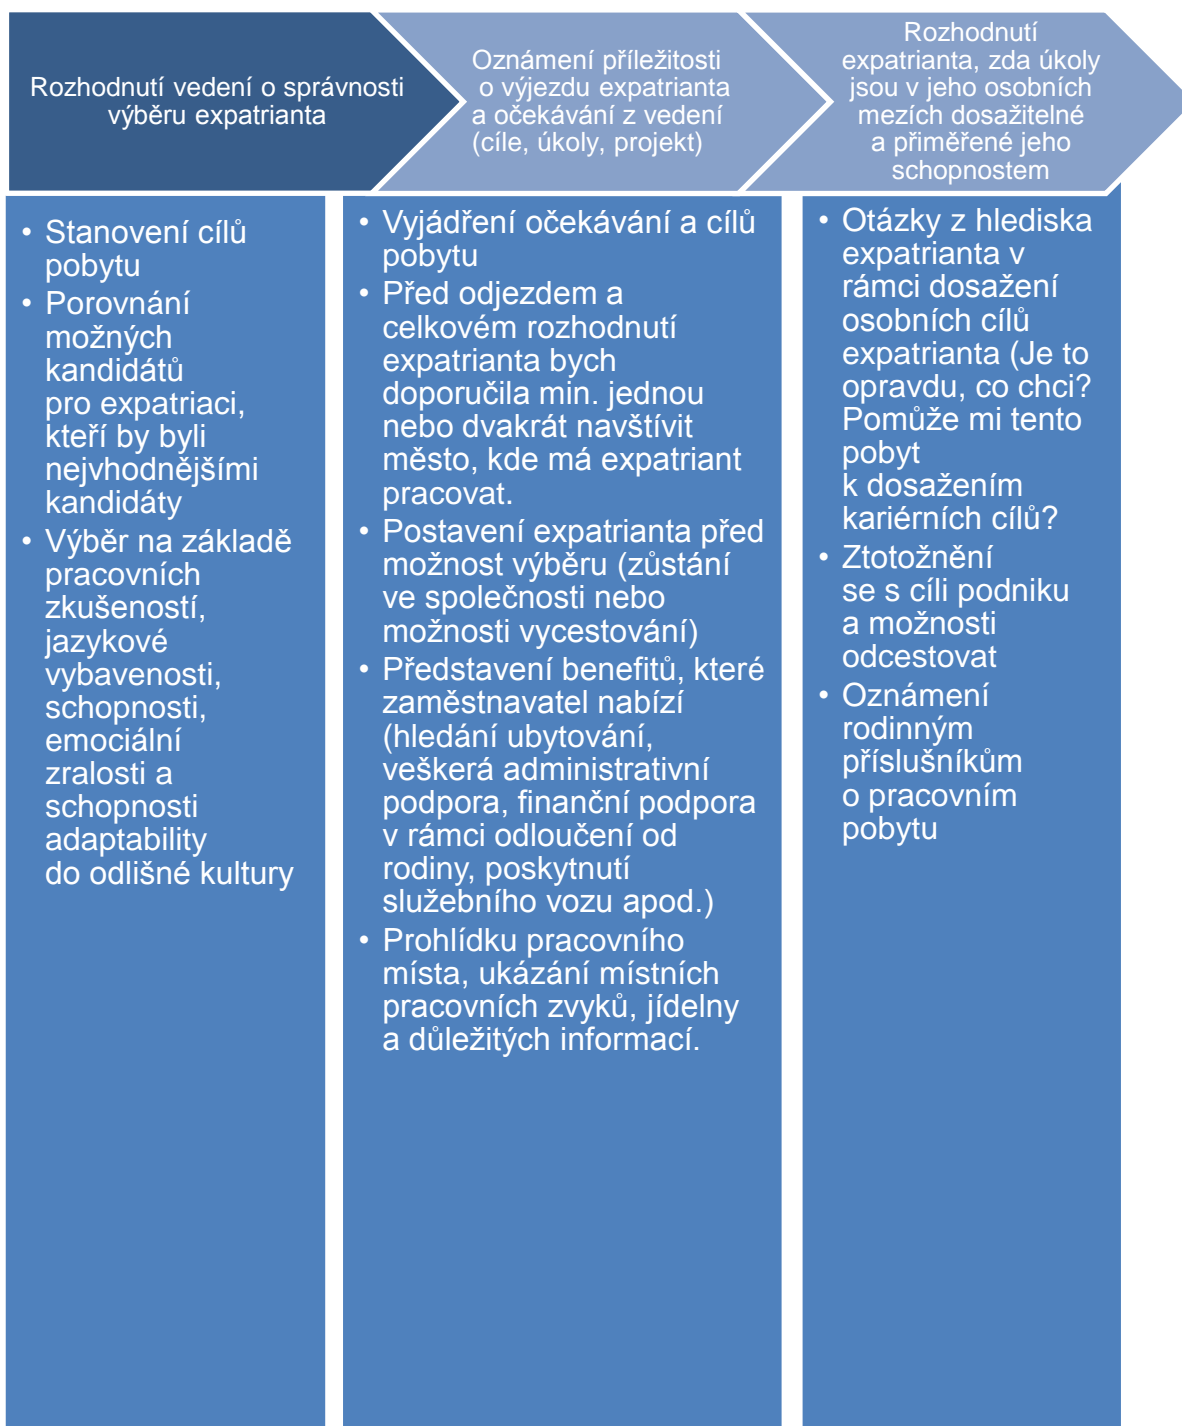 Rozhodnutí vedení o správnosti
výběru expatrianta
Oznámení příležitosti
o výjezdu expatrianta
a očekávání z vedení
(cíle, úkoly, projekt)
Rozhodnutí
expatrianta, zda úkoly
jsou v jeho osobních
mezích dosažitelné
a přiměřené jeho
schopnostem
• Stanovení cílů
pobytu
• Porovnání
možných
kandidátů
pro expatriaci,
kteří by byli
nejvhodnějšími
kandidáty
• Výběr na základě
pracovních
zkušeností,
jazykové
vybavenosti,
schopnosti,
emociální
zralosti a
schopnosti
adaptability
do odlišné kultury
• Vyjádření očekávání a cílů
pobytu
• Před odjezdem a
celkovém rozhodnutí
expatrianta bych
doporučila min. jednou
nebo dvakrát navštívit
město, kde má expatriant
pracovat.
• Postavení expatrianta před
možnost výběru (zůstání
ve společnosti nebo
možnosti vycestování)
• Představení benefitů, které
zaměstnavatel nabízí
(hledání ubytování,
veškerá administrativní
podpora, finanční podpora
v rámci odloučení od
rodiny, poskytnutí
služebního vozu apod.)
• Prohlídku pracovního
místa, ukázání místních
pracovních zvyků, jídelny
a důležitých informací.
• Otázky z hlediska
expatrianta v
rámci dosažení
osobních cílů
expatrianta (Je to
opravdu, co chci?
Pomůže mi tento
pobyt
k dosažením
kariérních cílů?
• Ztotožnění
se s cíli podniku
a možnosti
odcestovat
• Oznámení
rodinným
příslušníkům
o pracovním
pobytu